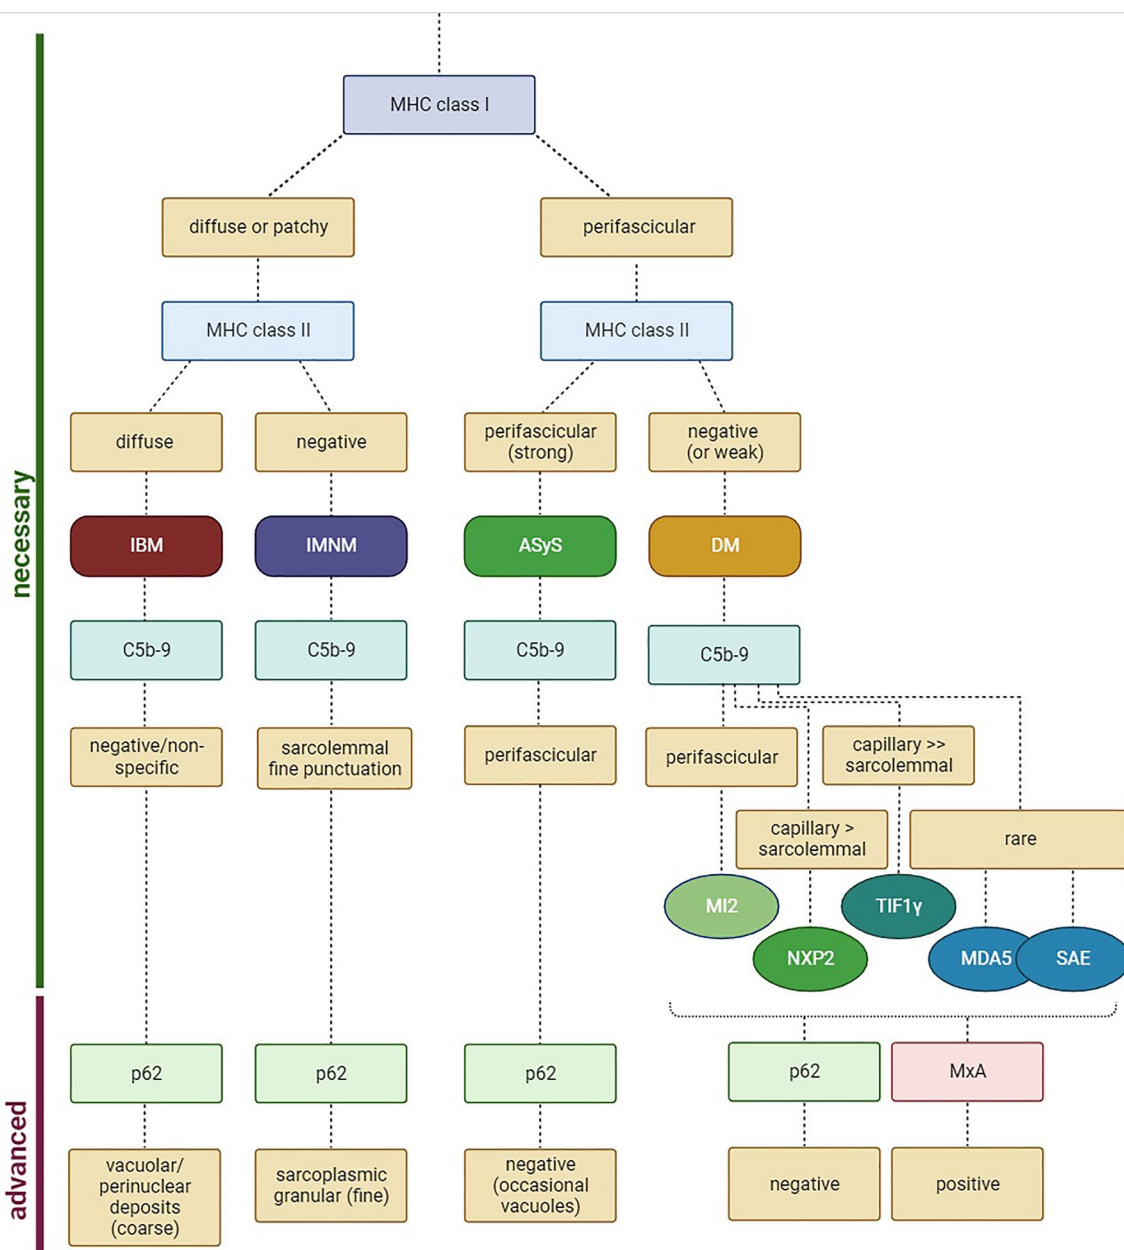 MHC class I
diffuse or patchy
perifascicular
MHC class II
MHC class II
diffuse
negative
perifascicular
(strong)
negative
(or weak)
necessary
IBM
IMNM
ASyS
DM
C5b-9
C5b-9
C5b-9
C5b-9
negative/non-
specific
sarcolemmal
fine punctuation
perifascicular
perifascicular
capillary >>
sarcolemmal
capillary >
sarcolemmal
rare
MI2
TIF1γ
NXP2
MDA5
SAE
advanced
p62
p62
p62
p62
MxA
vacuolar/
perinuclear
deposits
(coarse)
sarcoplasmic
granular (fine)
negative
(occasional
vacuoles)
negative
positive